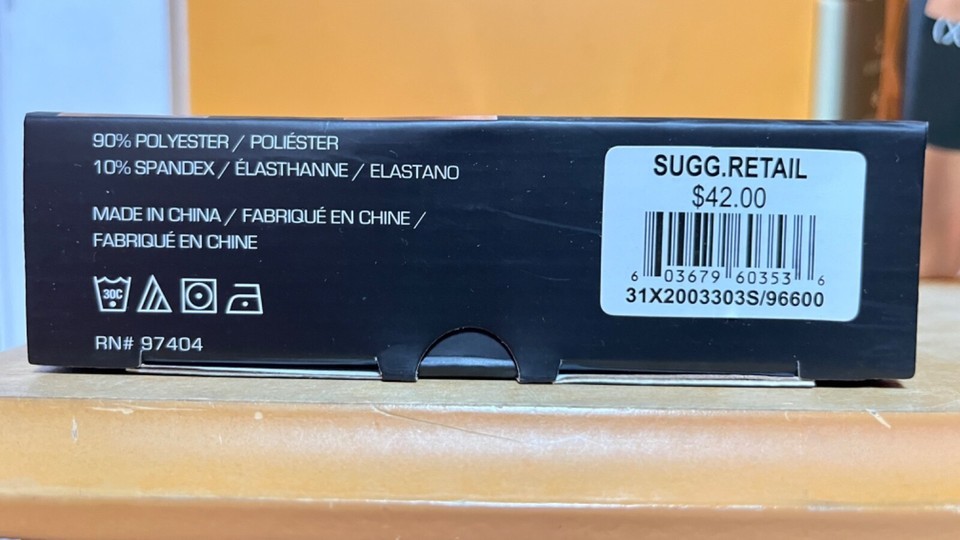 90% POLYESTER / POLIÉSTER
10% SPANDEX / ÉLASTHANNE / ELASTANO
MADE IN CHINA / FABRIQUÉ EN CHINE /
FABRIQUÉ EN CHINE
30C
RN# 97404
SUGG.RETAIL
$42.00
6 03679 60353 6
31X2003303S/96600